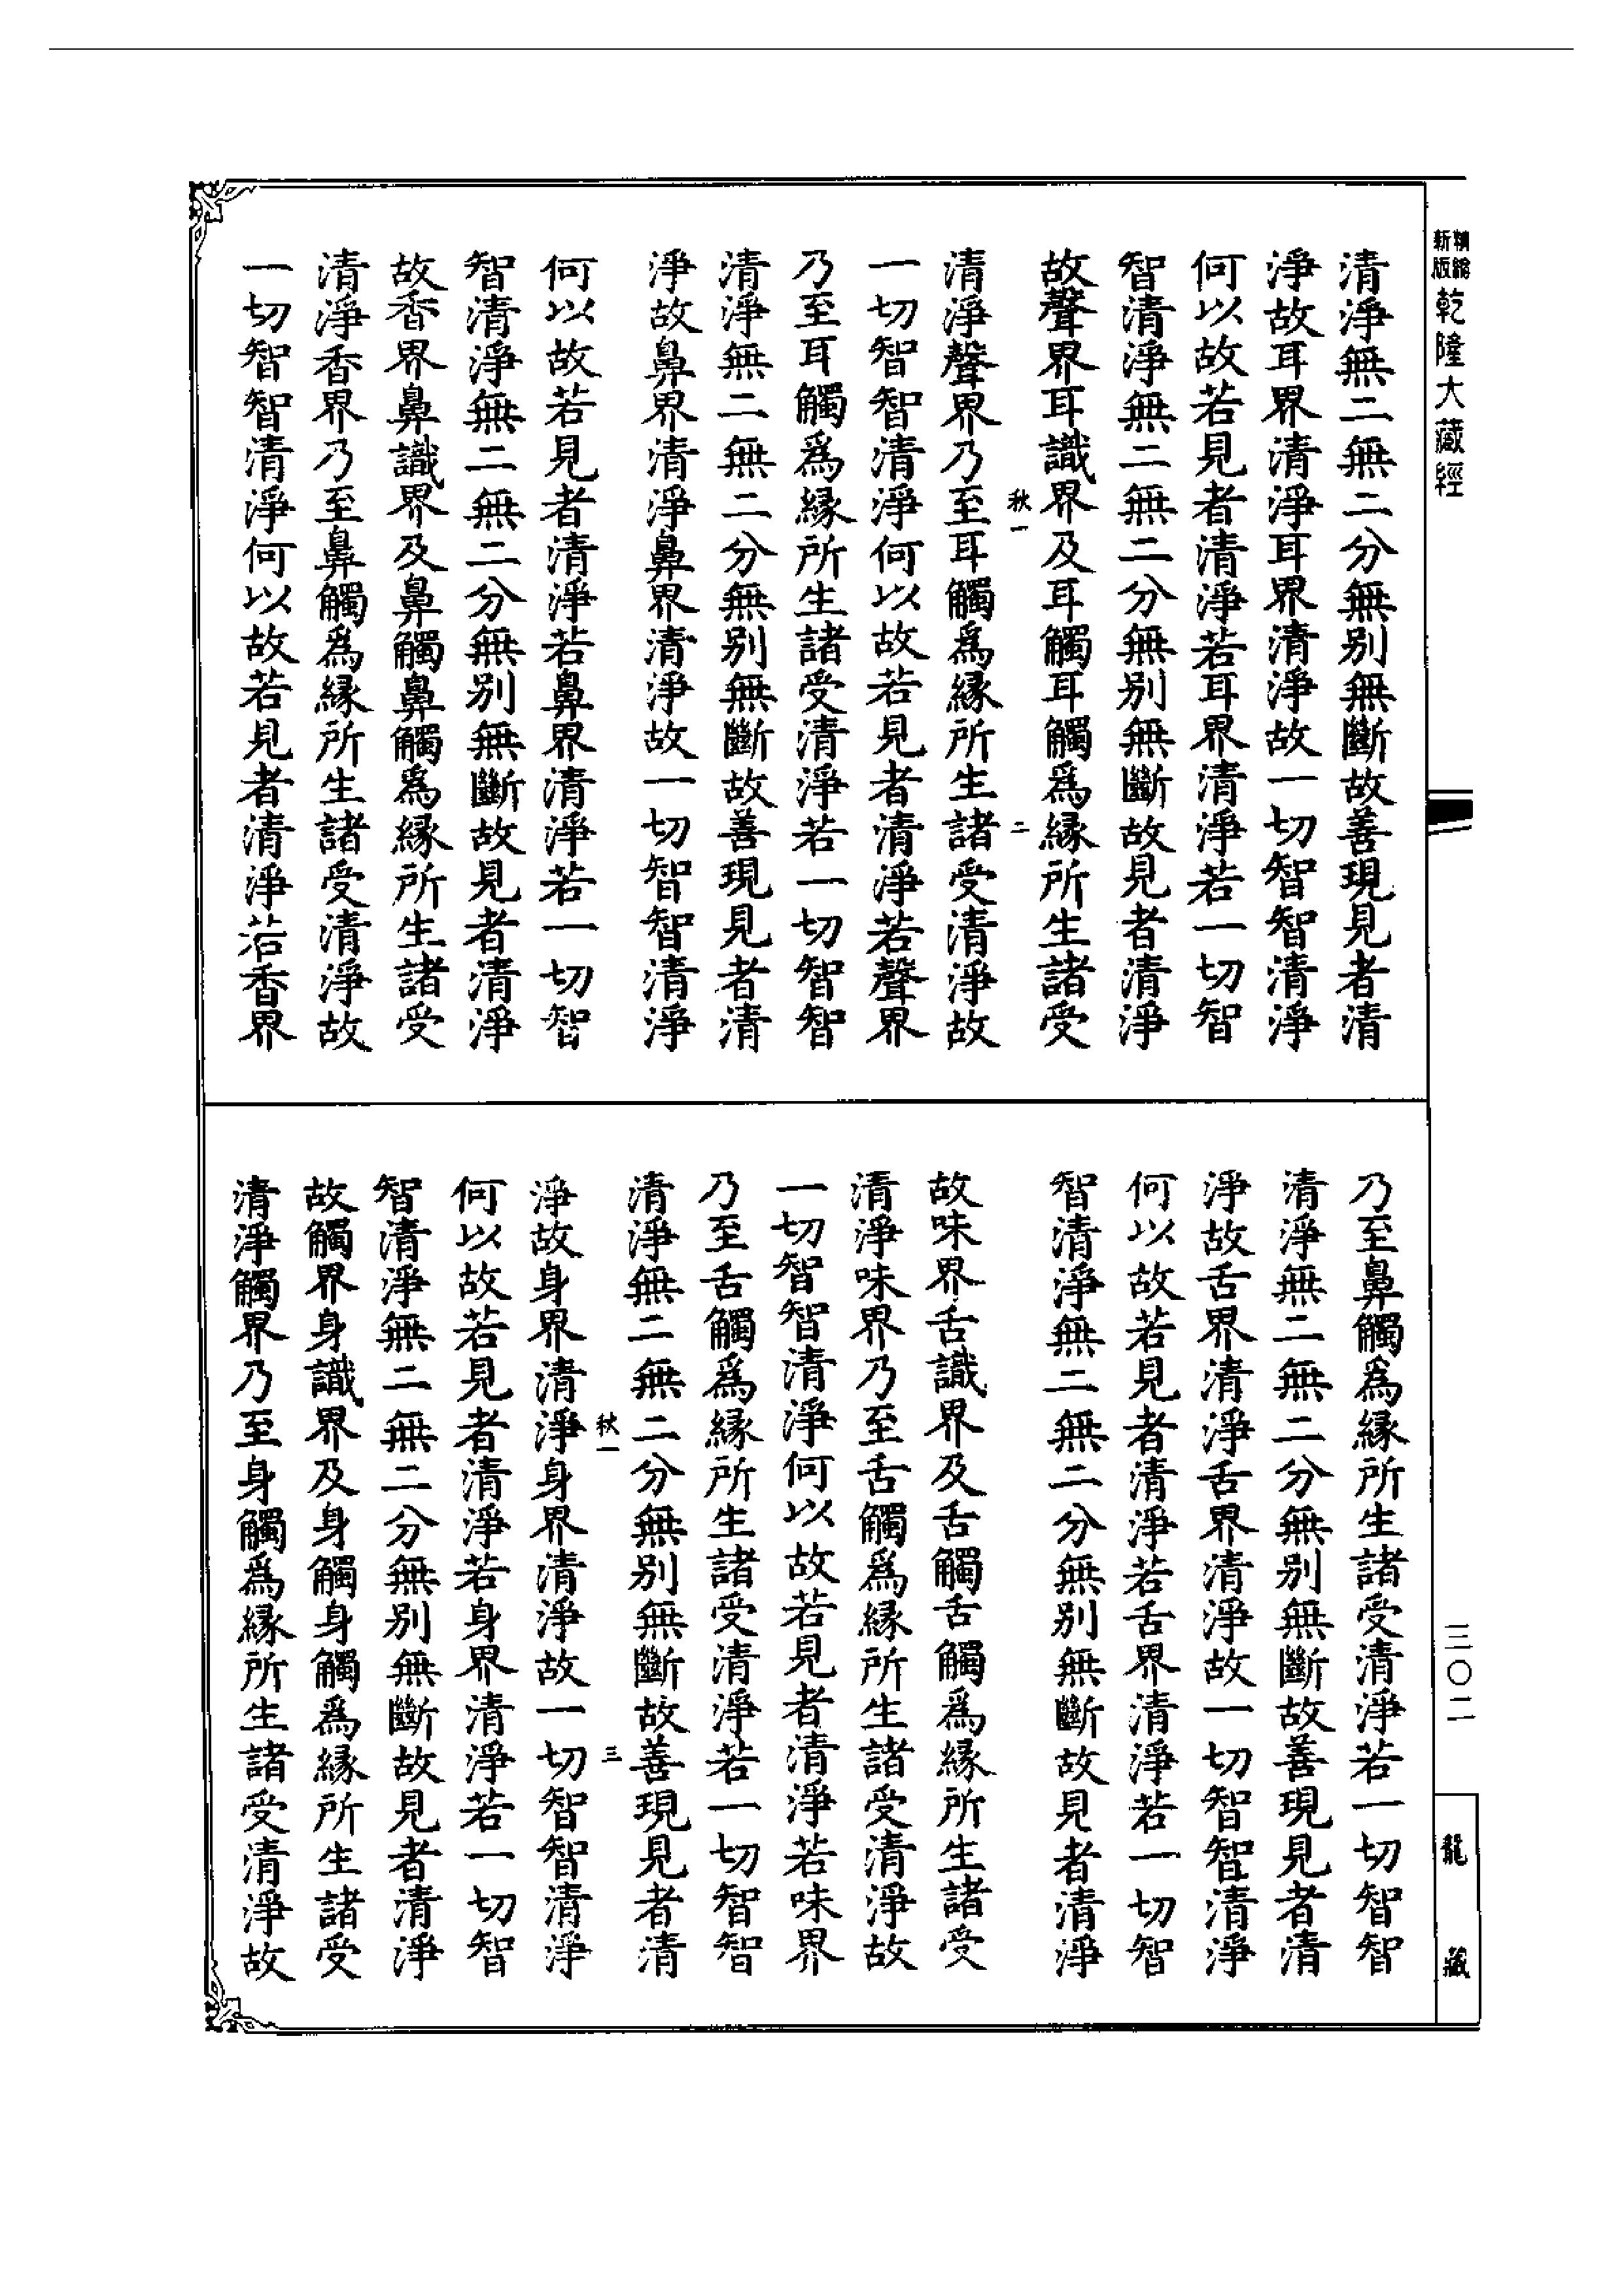 新版精縮乾隆大藏經
清淨無二無二分無別無斷故善現見者清
淨故耳界清淨耳界清淨故一切智智清淨
何以故若見者清淨若耳界清淨若一切智
智清淨無二無二分無別無斷故見者清淨
故聲界耳識界及耳觸耳觸爲緣所生諸受
秋一 二
清淨聲界乃至耳觸爲緣所生諸受清淨故
一切智智清淨何以故若見者清淨若聲界
乃至耳觸爲緣所生諸受清淨若一切智智
清淨無二無二分無別無斷故善現見者清
淨故鼻界清淨鼻界清淨故一切智智清淨
何以故若見者清淨若鼻界清淨若一切智
智清淨無二無二分無別無斷故見者清淨
故香界鼻識界及鼻觸鼻觸爲緣所生諸受
清淨香界乃至鼻觸爲緣所生諸受清淨故
一切智智清淨何以故若見者清淨若香界
乃至鼻觸爲緣所生諸受清淨若一切智智
清淨無二無二分無別無斷故善現見者清
淨故舌界清淨舌界清淨故一切智智清淨
何以故若見者清淨若舌界清淨若一切智
智清淨無二無二分無別無斷故見者清淨
故味界舌識界及舌觸舌觸爲緣所生諸受
清淨味界乃至舌觸爲緣所生諸受清淨故
一切智智清淨何以故若見者清淨若味界
乃至舌觸爲緣所生諸受清淨若一切智智
清淨無二無二分無別無斷故善現見者清
秋一 三
淨故身界清淨身界清淨故一切智智清淨
何以故若見者清淨若身界清淨若一切智
智清淨無二無二分無別無斷故見者清淨
故觸界身識界及身觸身觸爲緣所生諸受
清淨觸界乃至身觸爲緣所生諸受清淨故
三〇二
龍藏